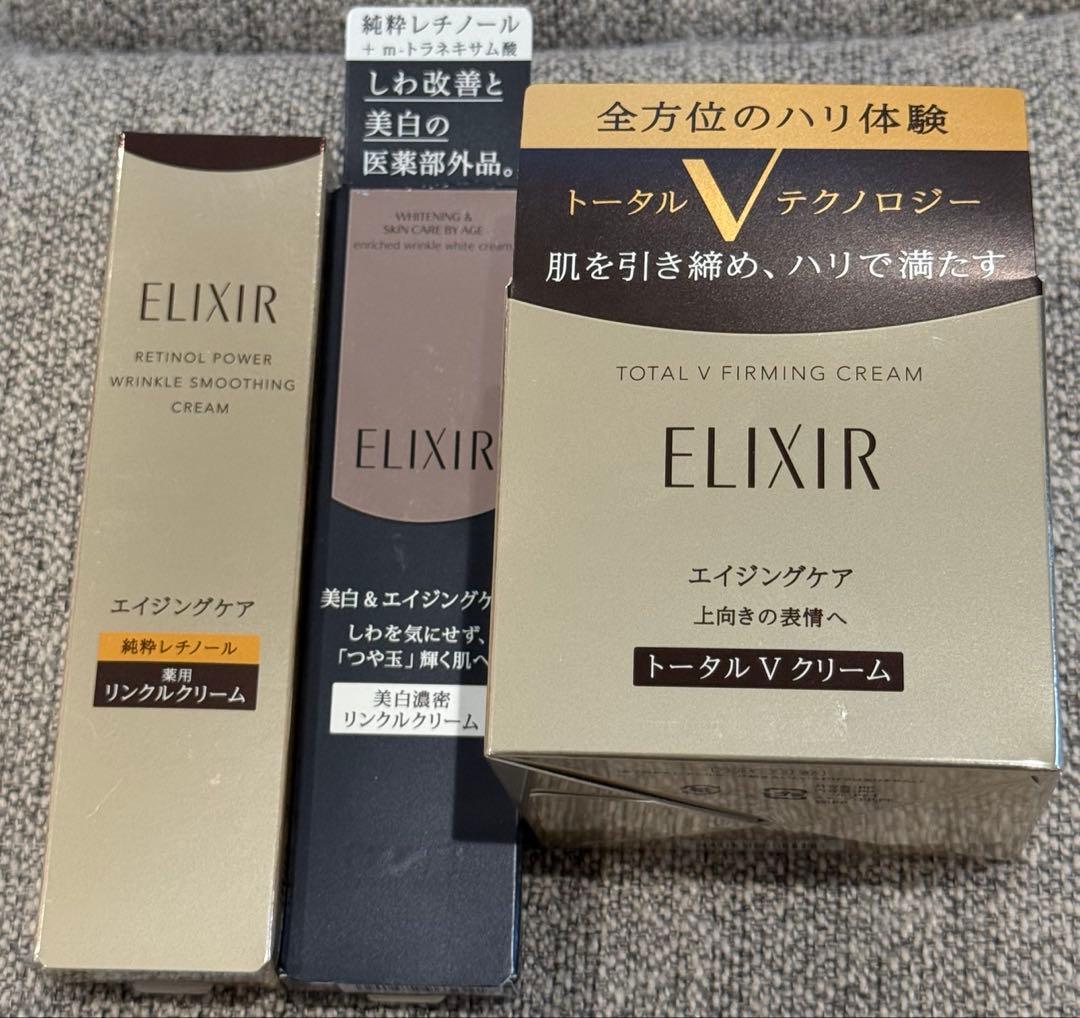 ELIXIR
RETINOL POWER
WRINKLE SMOOTHING
CREAM
エイジングケア
純粋レチノール
薬用
リンクルクリーム
純粋レチノール
+ m-トラネキサム酸
しわ改善と
美白の
医薬部外品。
WHITENING &
SKIN CARE BY AGE
enriched wrinkle white cream
ELIXIR
美白&エイジングケ
しわを気にせず、
「つや玉」輝く肌へ
美白濃密
リンクルクリーム
全方位のハリ体験
トータル V テクノロジー
肌を引き締め、ハリで満たす
TOTAL V FIRMING CREAM
ELIXIR
エイジングケア
上向きの表情へ
トータル V クリーム